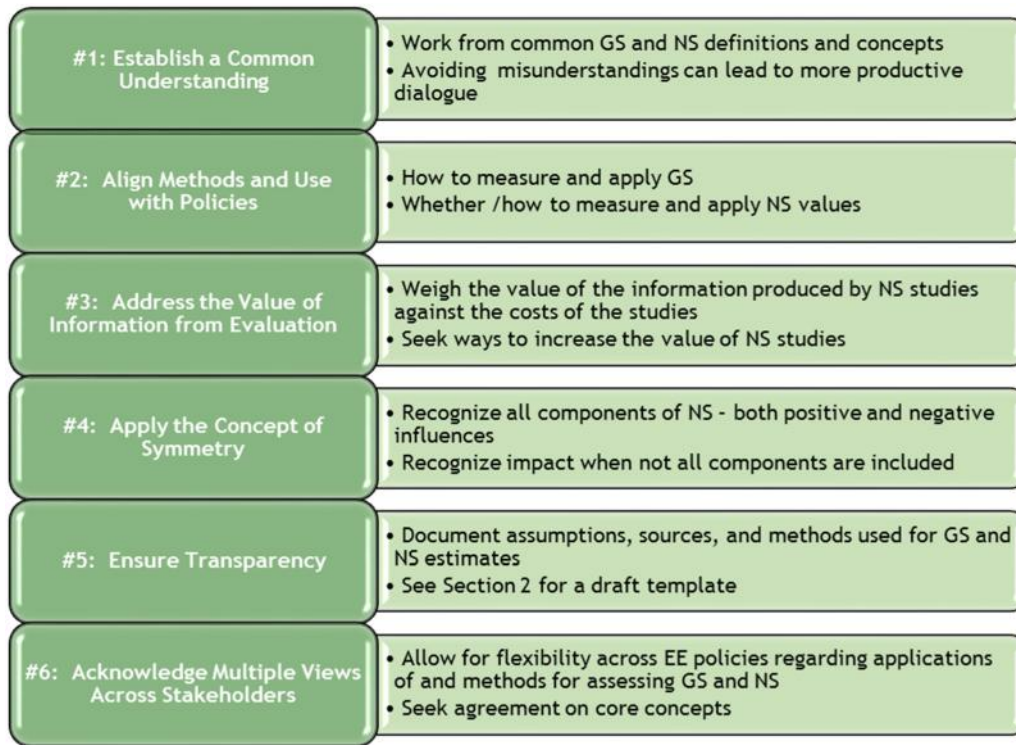 #1: Establish a Common
Understanding
• Work from common GS and NS definitions and concepts
• Avoiding misunderstandings can lead to more productive
dialogue
#2: Align Methods and Use
with Policies
• How to measure and apply GS
• Whether /how to measure and apply NS values
#3: Address the Value of
Information from Evaluation
• Weigh the value of the information produced by NS studies
against the costs of the studies
• Seek ways to increase the value of NS studies
#4: Apply the Concept of
Symmetry
• Recognize all components of NS - both positive and negative
influences
• Recognize impact when not all components are included
#5: Ensure Transparency
• Document assumptions, sources, and methods used for GS and
NS estimates
• See Section 2 for a draft template
#6: Acknowledge Multiple Views
Across Stakeholders
• Allow for flexibility across EE policies regarding applications
of and methods for assessing GS and NS
• Seek agreement on core concepts